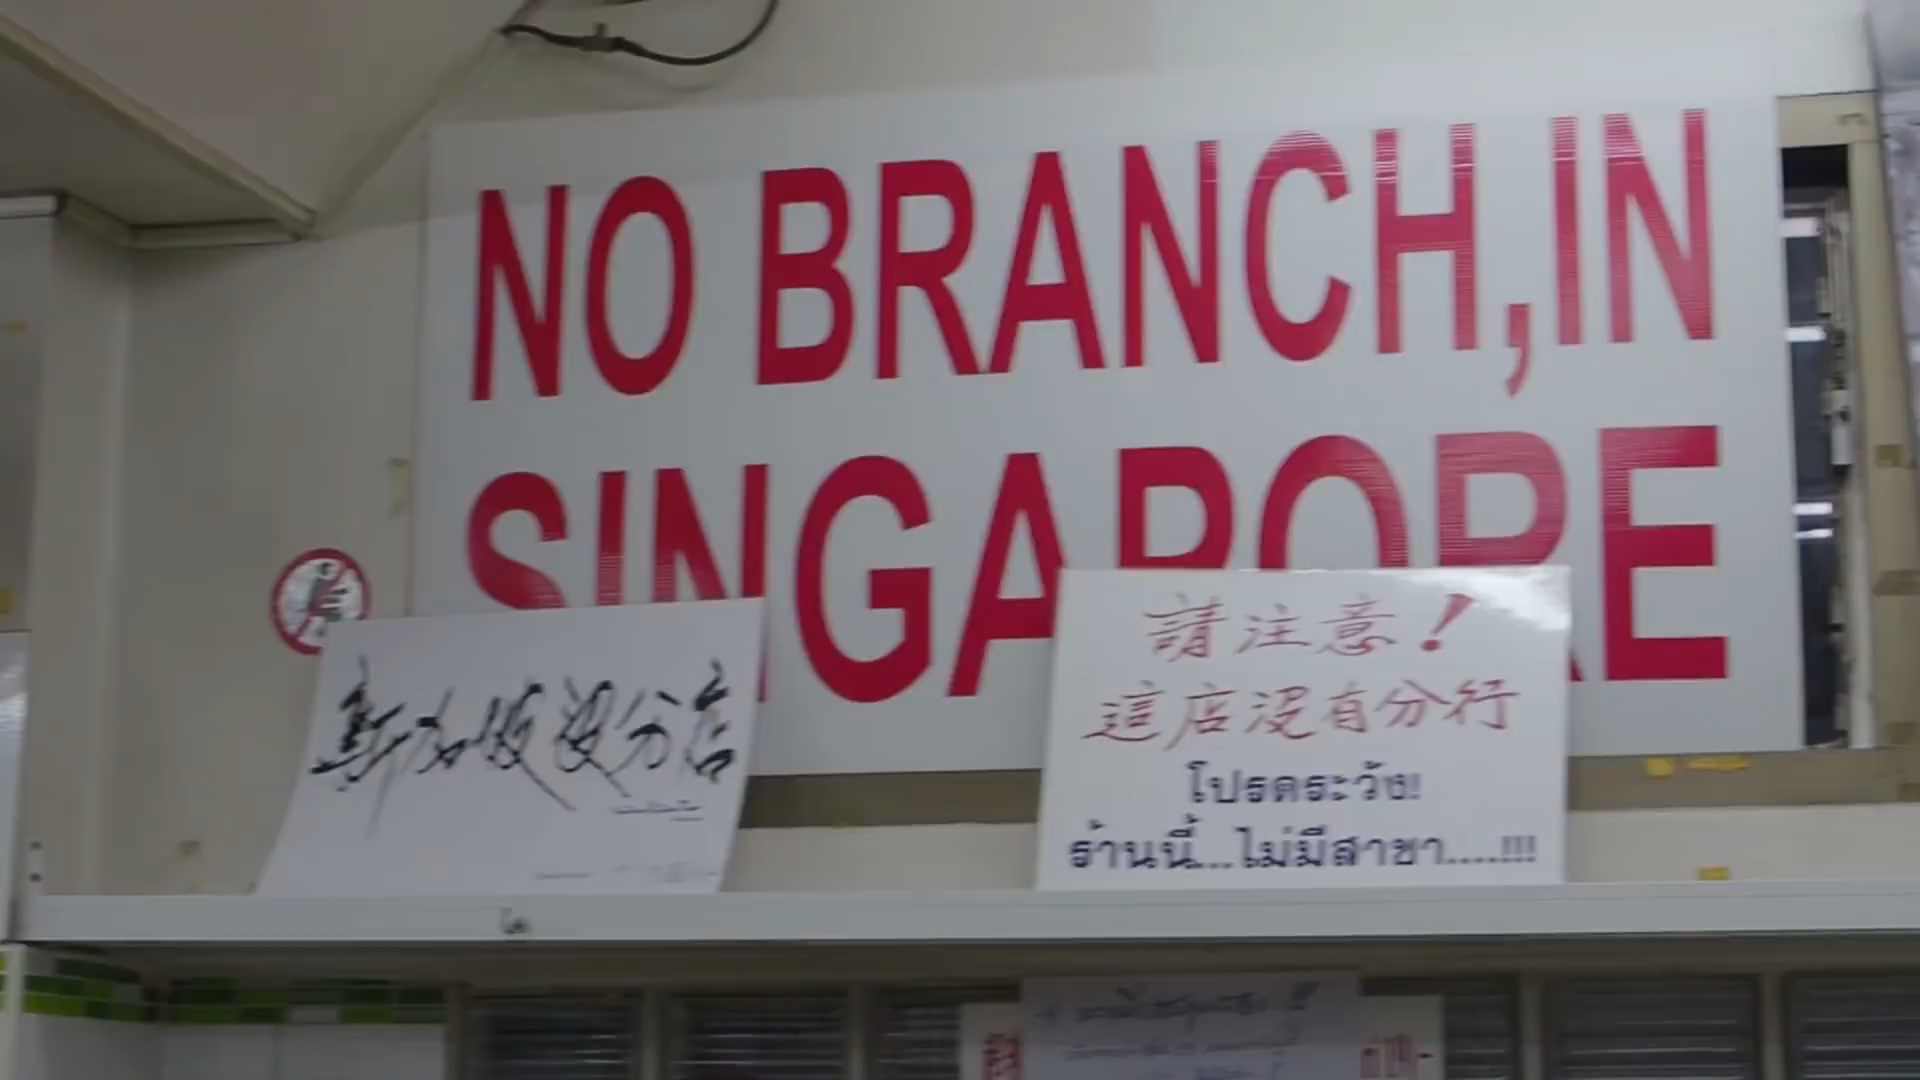 NO BRANCH,IN
SINGAPORE
新加坡没分店
請注意！
這店没有分行
โปรดระวัง!
ร้านนี้...ไม่มีสาขา....!!!